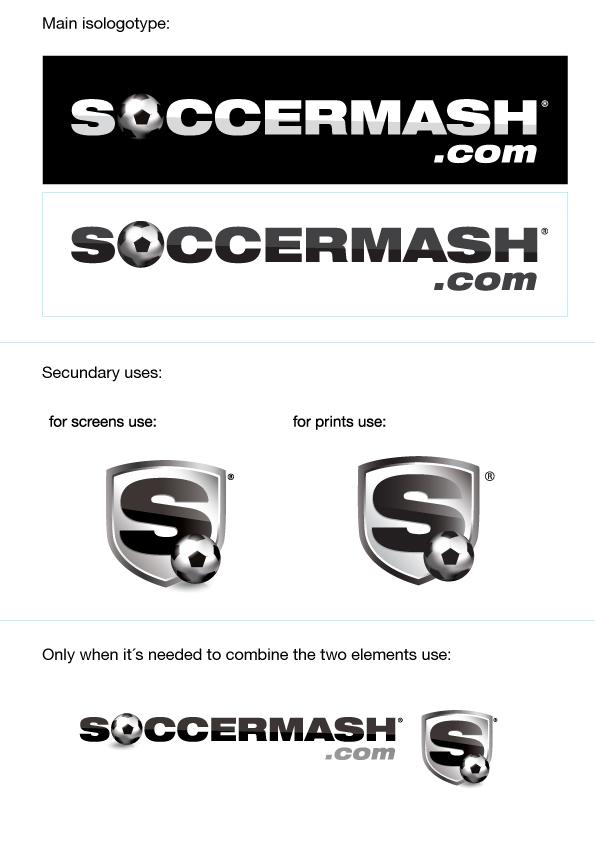 Main isologotype:
SOCCERMASH®
.com
SOCCERMASH®
.com
Secundary uses:
for screens use: for prints use:
S® S®
Only when it´s needed to combine the two elements use:
SOCCERMASH® S®
.com